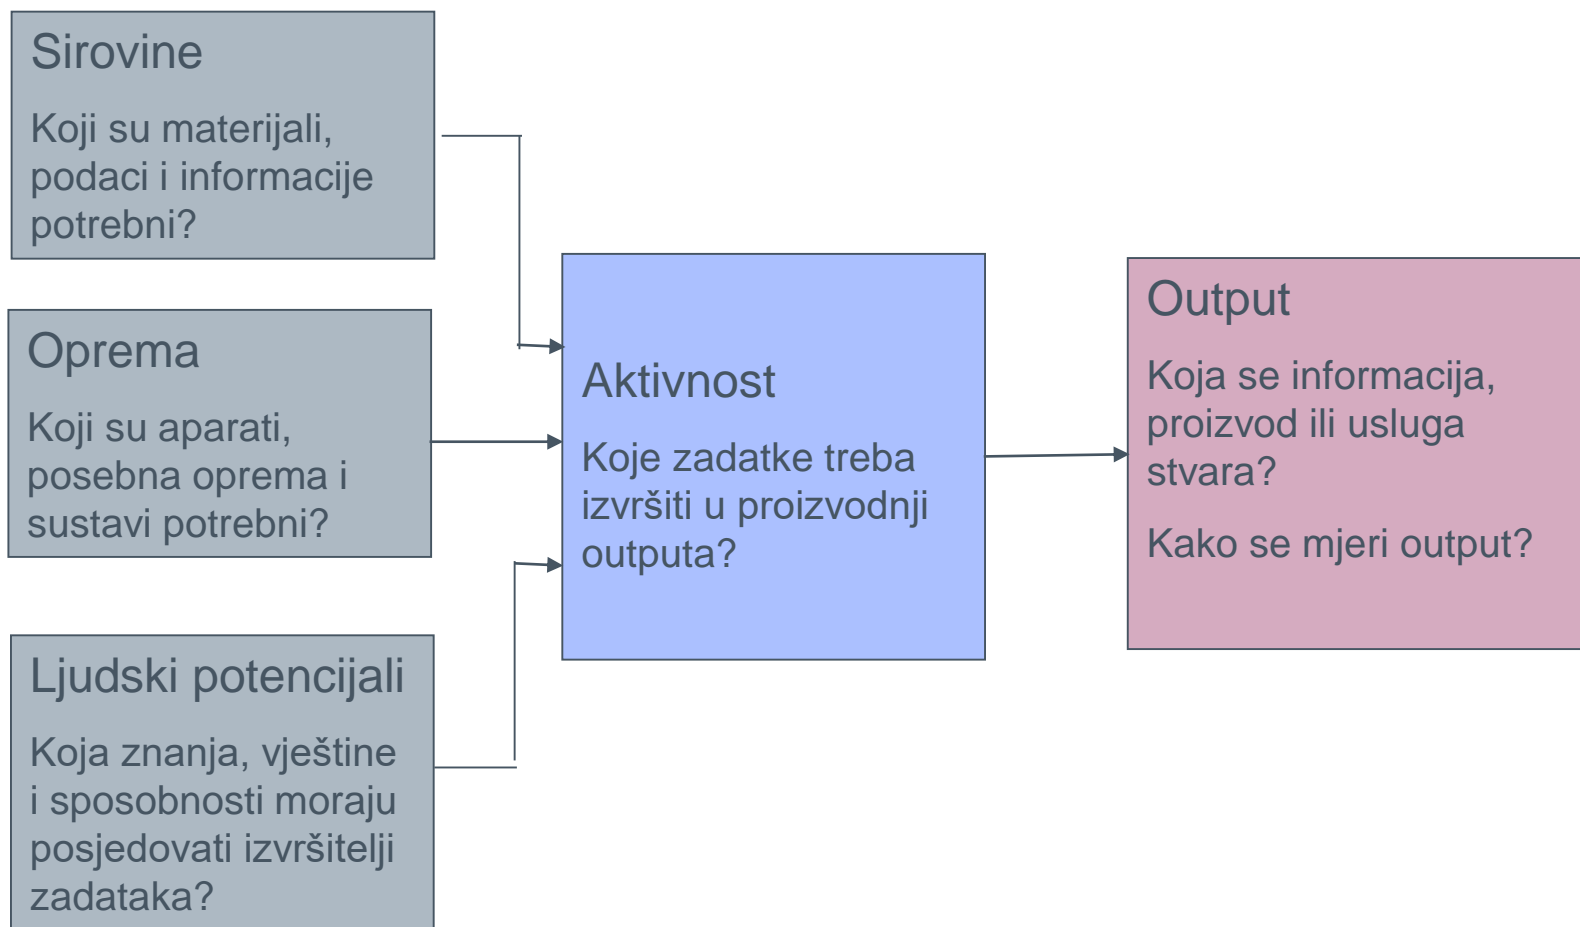 Sirovine
Koji su materijali,
podaci i informacije
potrebni?
Oprema
Koji su aparati,
posebna oprema i
sustavi potrebni?
Ljudski potencijali
Koja znanja, vještine
i sposobnosti moraju
posjedovati izvršitelji
zadataka?
Aktivnost
Koje zadatke treba
izvršiti u proizvodnji
outputa?
Output
Koja se informacija,
proizvod ili usluga
stvara?
Kako se mjeri output?